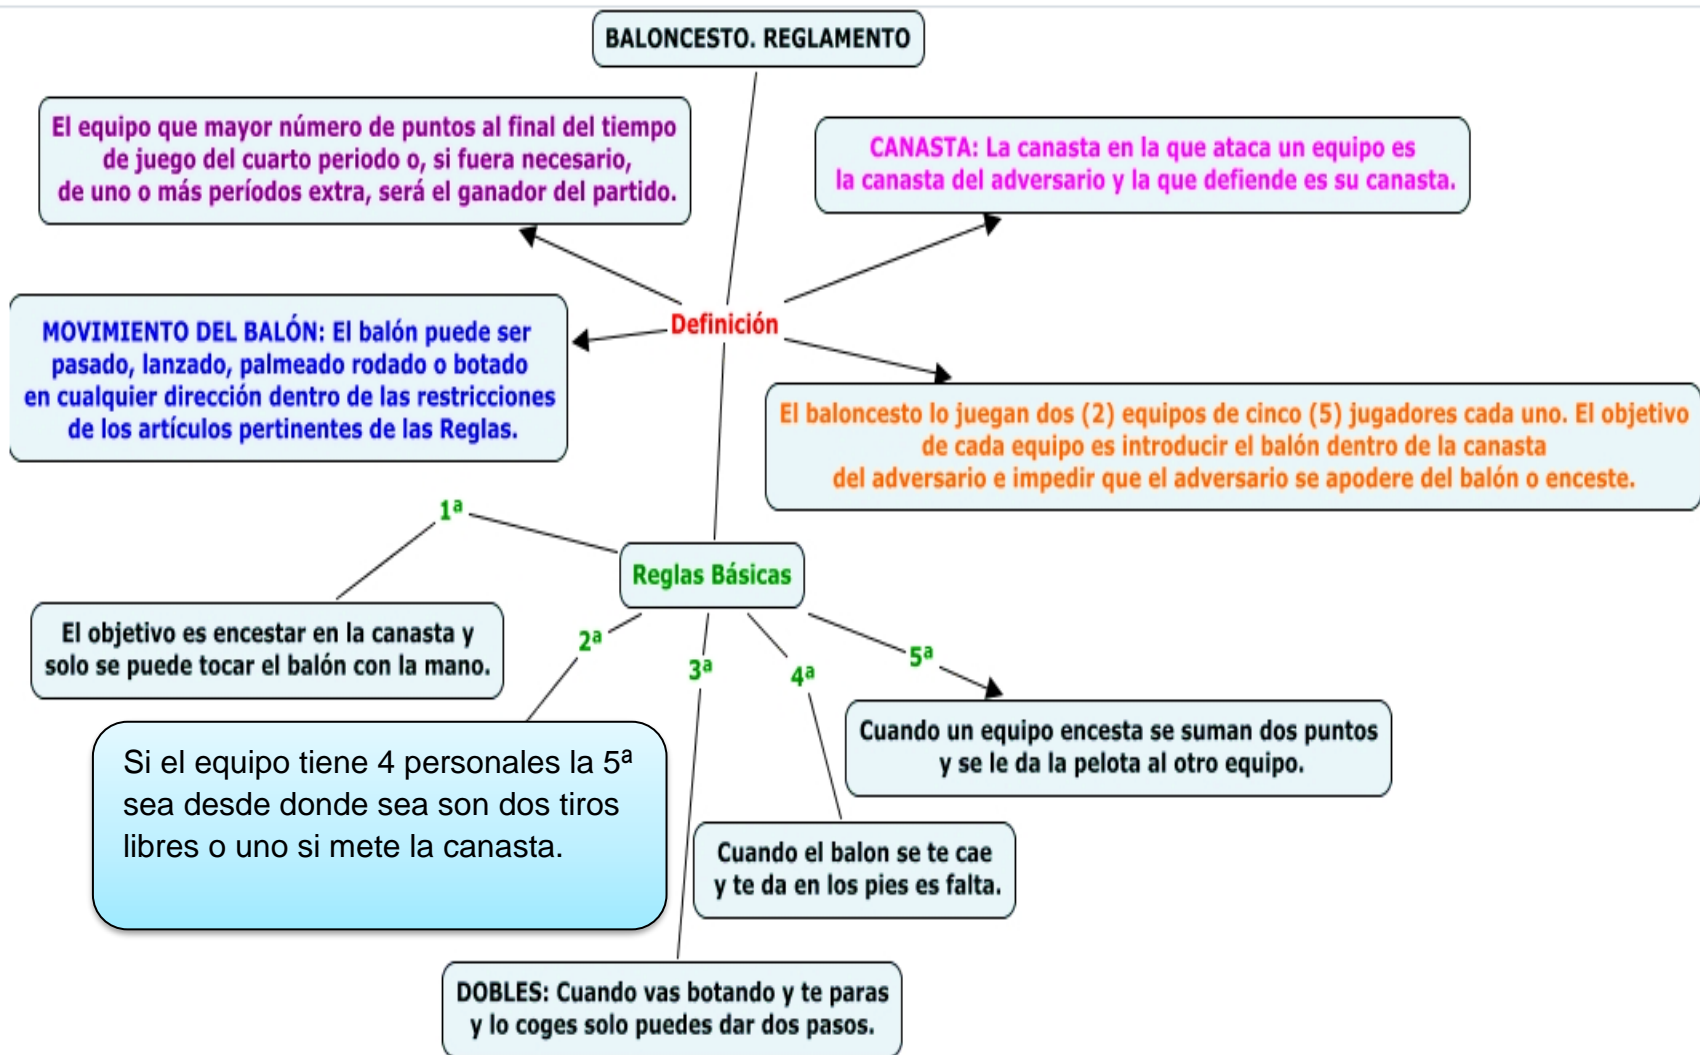 BALONCESTO. REGLAMENTO
El equipo que mayor número de puntos al final del tiempo
de juego del cuarto periodo o, si fuera necesario,
de uno o más períodos extra, será el ganador del partido.
CANASTA: La canasta en la que ataca un equipo es
la canasta del adversario y la que defiende es su canasta.
Definición
MOVIMIENTO DEL BALÓN: El balón puede ser
pasado, lanzado, palmeado rodado o botado
en cualquier dirección dentro de las restricciones
de los artículos pertinentes de las Reglas.
El baloncesto lo juegan dos (2) equipos de cinco (5) jugadores cada uno. El objetivo
de cada equipo es introducir el balón dentro de la canasta
del adversario e impedir que el adversario se apodere del balón o enceste.
Reglas Básicas
1ª
El objetivo es encestar en la canasta y
solo se puede tocar el balón con la mano.
2ª
Si el equipo tiene 4 personales la 5ª
sea desde donde sea son dos tiros
libres o uno si mete la canasta.
3ª
DOBLES: Cuando vas botando y te paras
y lo coges solo puedes dar dos pasos.
4ª
Cuando el balon se te cae
y te da en los pies es falta.
5ª
Cuando un equipo encesta se suman dos puntos
y se le da la pelota al otro equipo.